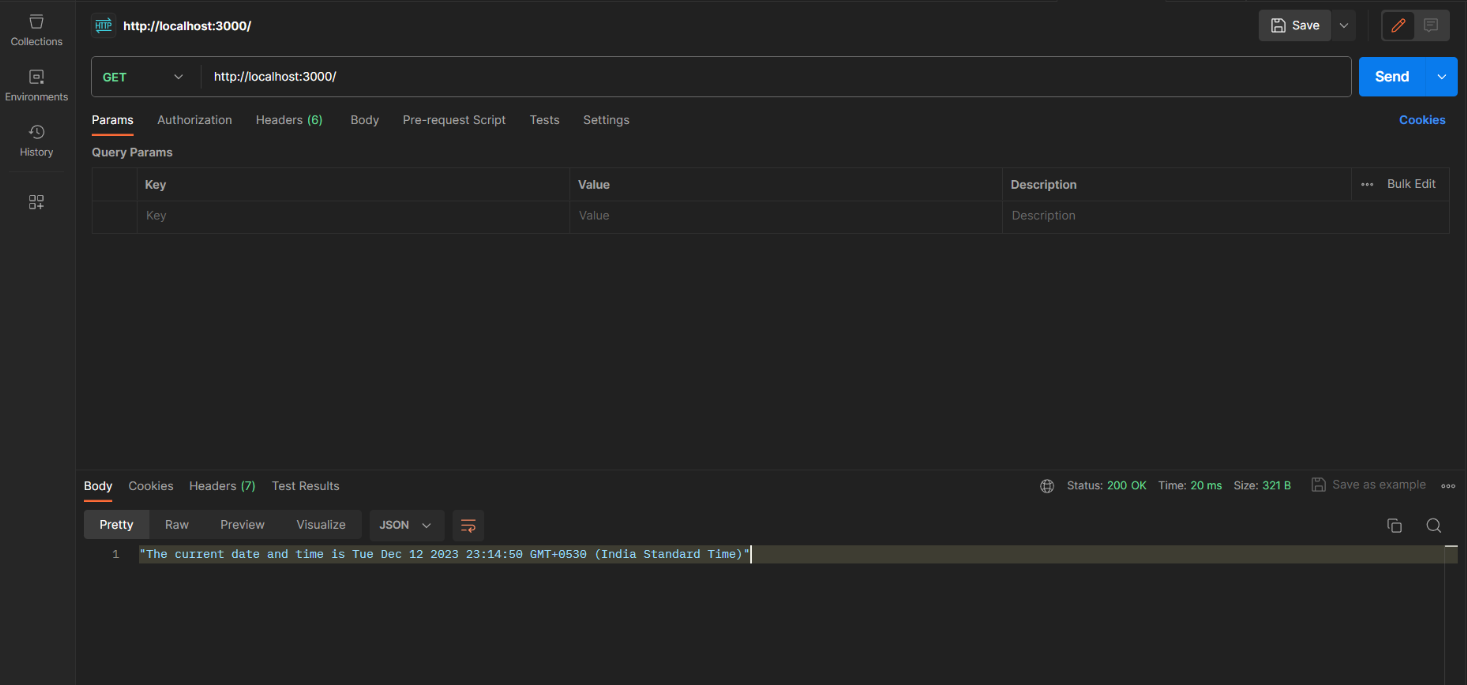 Collections
Environments
History
HTTP http://localhost:3000/
Save
GET http://localhost:3000/
Send
Params Authorization Headers (6) Body Pre-request Script Tests Settings
Cookies
Query Params
Key Value Description ••• Bulk Edit
Key Value Description
Body Cookies Headers (7) Test Results
Status: 200 OK Time: 20 ms Size: 321 B Save as example
Pretty Raw Preview Visualize JSON
1 "The current date and time is Tue Dec 12 2023 23:14:50 GMT+0530 (India Standard Time)"